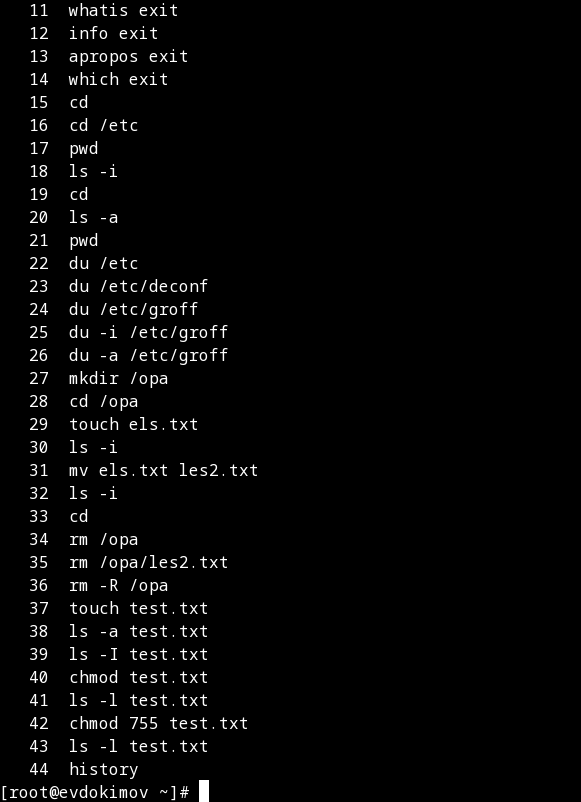 11 whatis exit
12 info exit
13 apropos exit
14 which exit
15 cd
16 cd /etc
17 pwd
18 ls -i
19 cd
20 ls -a
21 pwd
22 du /etc
23 du /etc/deconf
24 du /etc/groff
25 du -i /etc/groff
26 du -a /etc/groff
27 mkdir /opa
28 cd /opa
29 touch els.txt
30 ls -i
31 mv els.txt les2.txt
32 ls -i
33 cd
34 rm /opa
35 rm /opa/les2.txt
36 rm -R /opa
37 touch test.txt
38 ls -a test.txt
39 ls -I test.txt
40 chmod test.txt
41 ls -l test.txt
42 chmod 755 test.txt
43 ls -l test.txt
44 history
[root@evdokimov ~]#